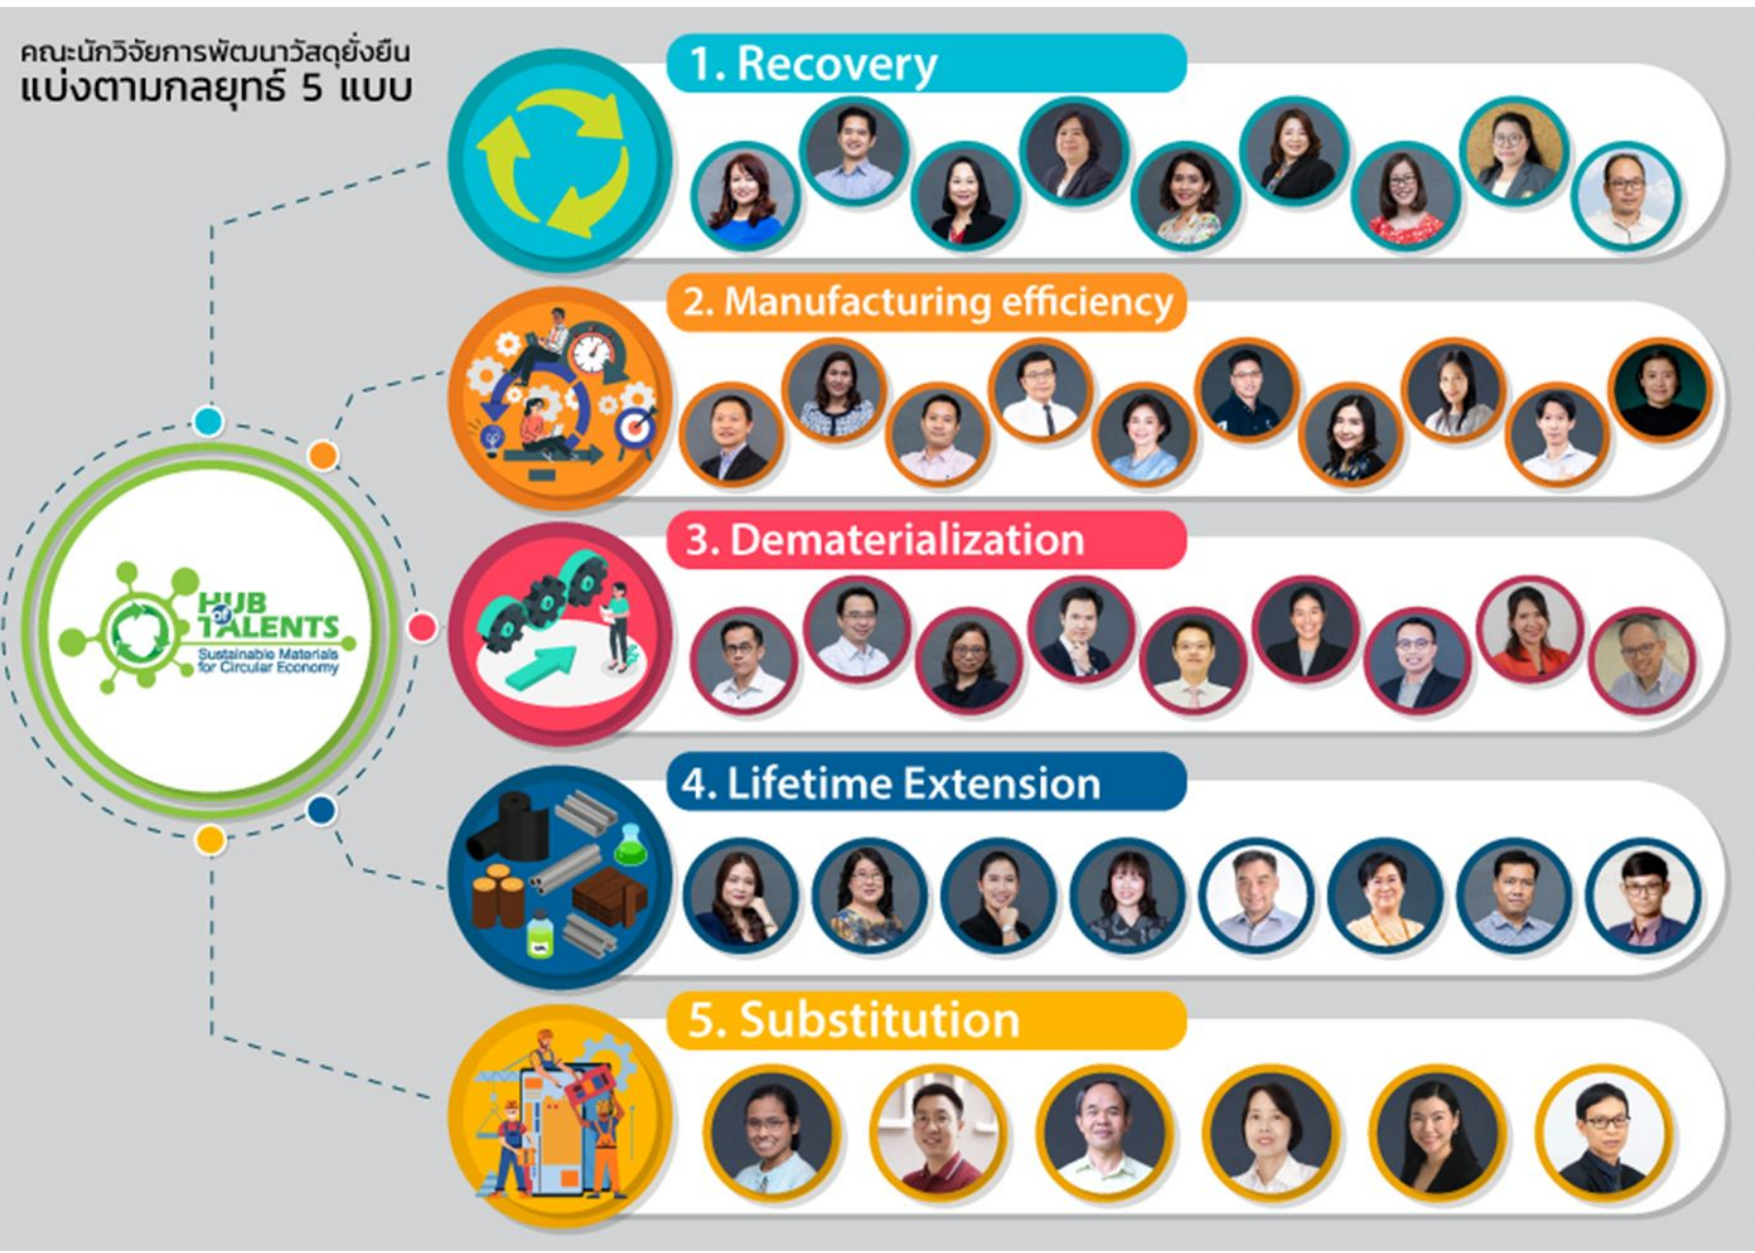 คณะนักวิจัยการพัฒนาวัสดุยั่งยืน
แบ่งตามกลยุทธ์ 5 แบบ
1. Recovery
2. Manufacturing efficiency
3. Dematerialization
HUB
of
TALENTS
Sustainable Materials
for Circular Economy
4. Lifetime Extension
5. Substitution